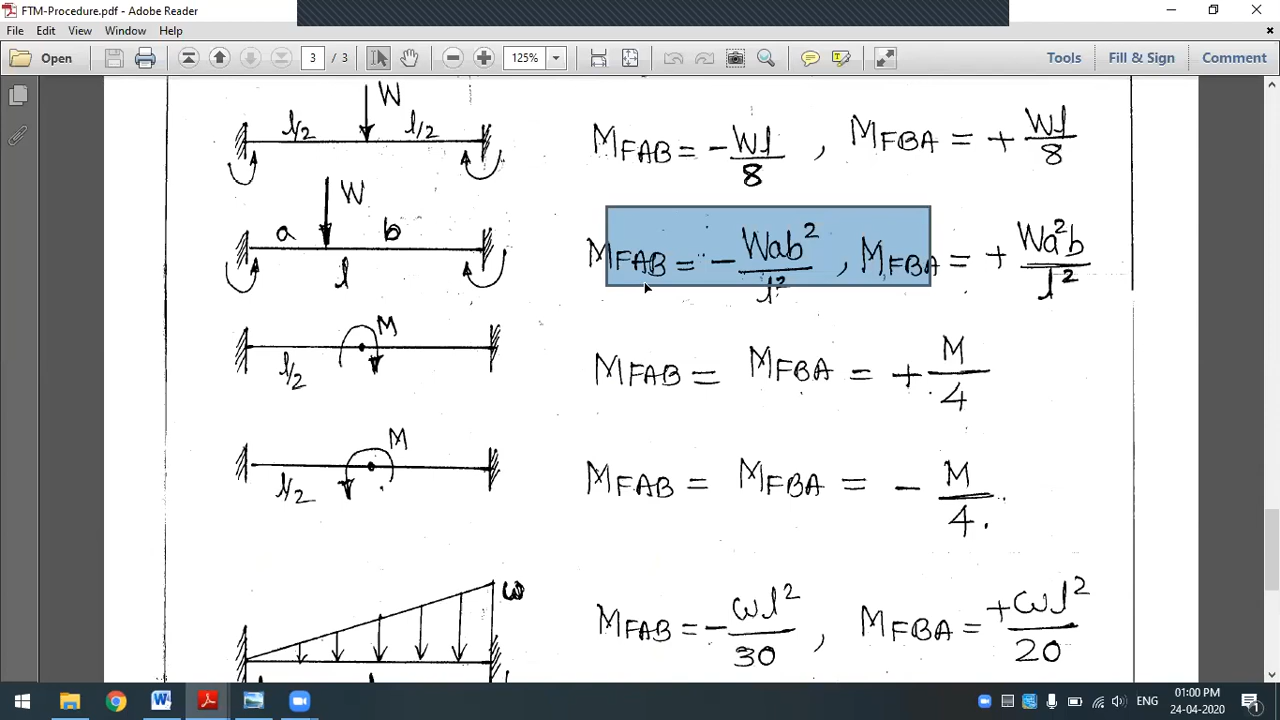 FTM-Procedure.pdf - Adobe Reader
File Edit View Window Help
Open 3 / 3 125% Tools Fill & Sign Comment
W
l/2 l/2
MFAB = - Wl/8 , MFBA = + Wl/8
W
a b
l
MFAB = - Wab²/l² , MFBA = + Wa²b/l²
M
l/2
MFAB = MFBA = + M/4
M
l/2
MFAB = MFBA = - M/4.
ω
MFAB = - ωl²/30 , MFBA = + ωl²/20
ENG
01:00 PM
24-04-2020
1